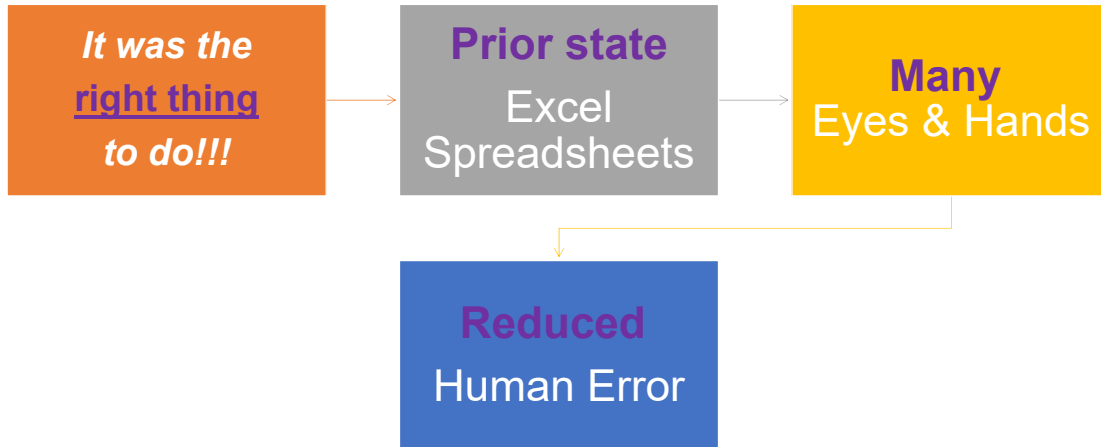 It was the
right thing
to do!!!
Prior state
Excel
Spreadsheets
Many
Eyes & Hands
Reduced
Human Error